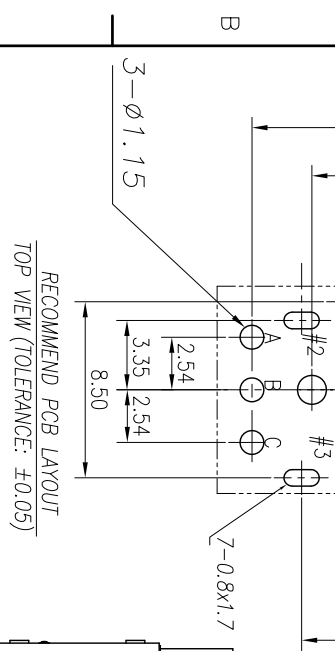 B
3-Ø1.15
#2
#3
A
B
C
2.54
2.54
3.35
8.50
7-0.8x1.7
RECOMMEND PCB LAYOUT
TOP VIEW (TOLERANCE: ±0.05)